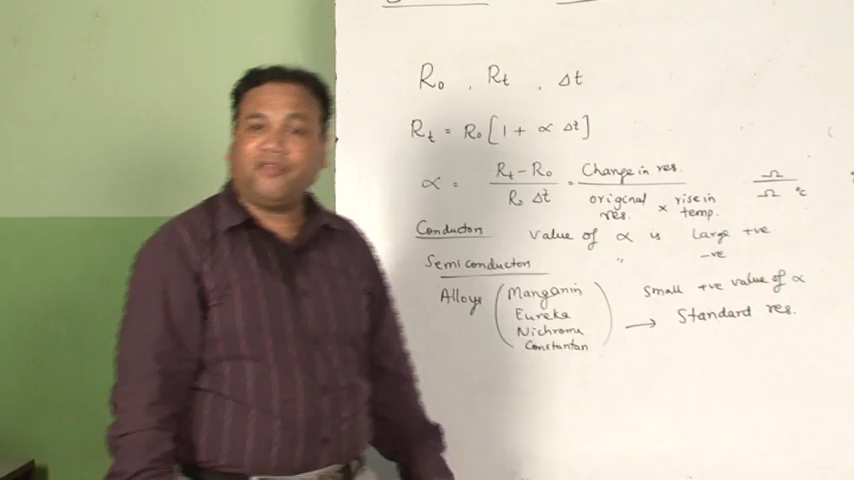 R₀ , Rt , Δt
Rt = R₀ [1 + α Δt]
α = Rt - R₀ / R₀ Δt = Change in res. / original res. × rise in temp. Ω / Ω °C
Conductors Value of α is Large +ve
Semiconductors " -ve
Alloys ( Manganin Small +ve value of α
Eureka
Nichrome ) → Standard res.
Constantan